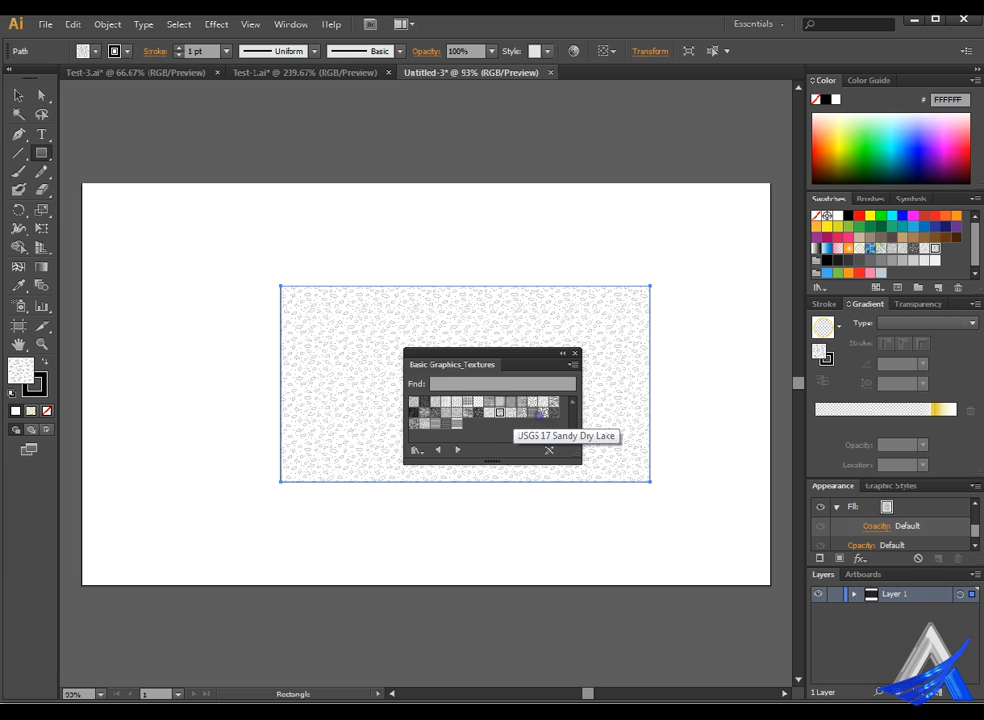 Ai File Edit Object Type Select Effect View Window Help Br Essentials
Path Stroke: 1 pt Uniform Basic Opacity: 100% Style: Transform
Test-3.ai* @ 66.67% (RGB/Preview) × Test-1.ai* @ 239.67% (RGB/Preview) × Untitled-3* @ 93% (RGB/Preview) ×
Color Color Guide
# FFFFFF
Swatches Brushes Symbols
Stroke Gradient Transparency
Type:
Stroke:
Opacity:
Location:
Basic Graphics_Textures
Find:
USGS 17 Sandy Dry Lake
Appearance Graphic Styles
Fill:
Opacity: Default
Opacity: Default
Layers Artboards
Layer 1
1 Layer
93% 1 Rectangle